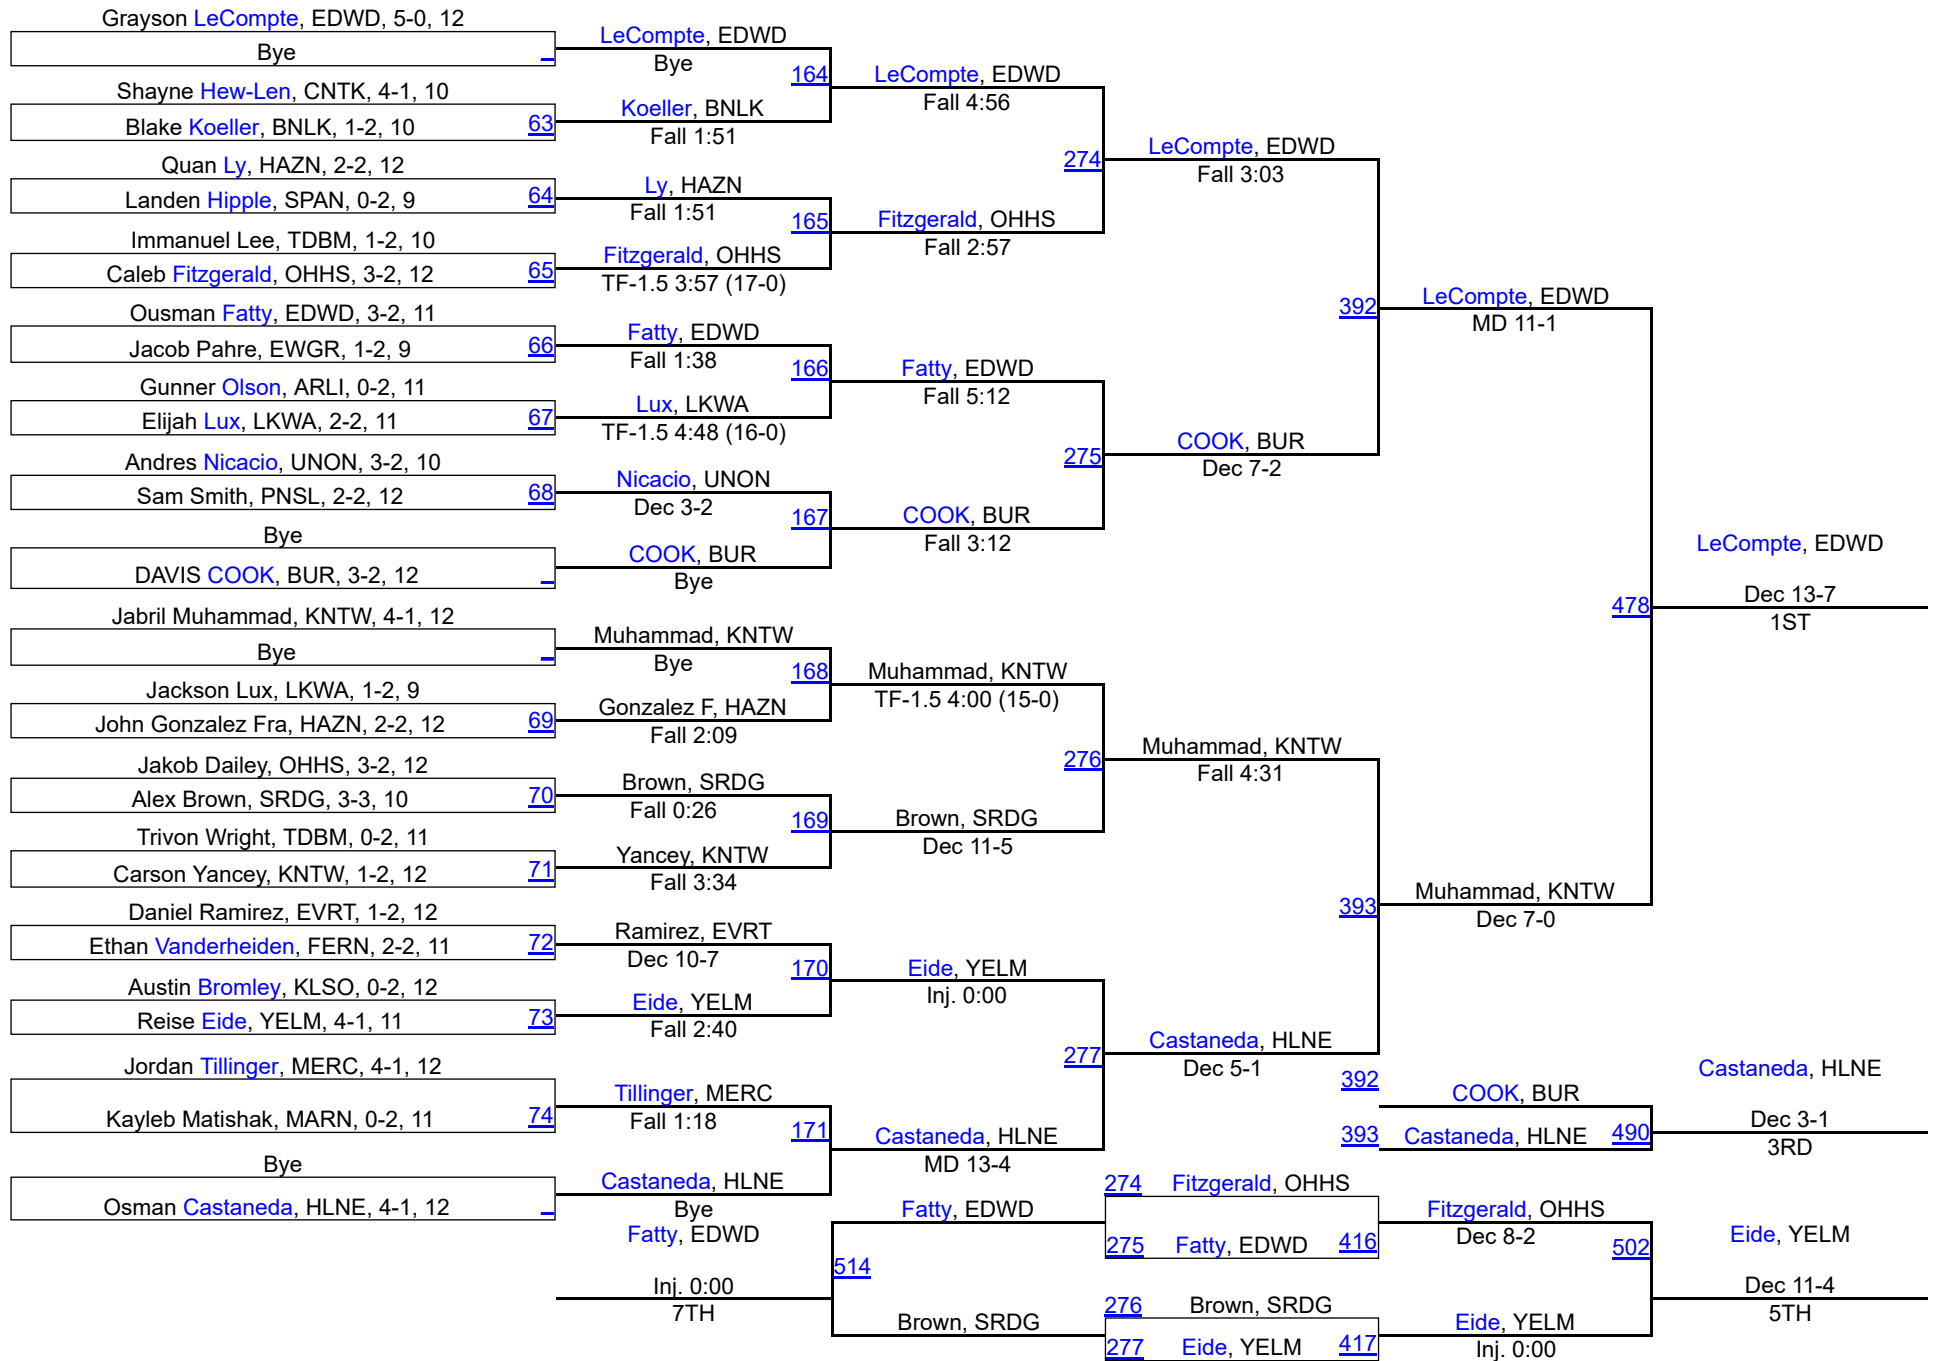 Grayson LeCompte, EDWD, 5-0, 12
Bye
Shayne Hew-Len, CNTK, 4-1, 10
Blake Koeller, BNLK, 1-2, 10 63
Quan Ly, HAZN, 2-2, 12
Landen Hipple, SPAN, 0-2, 9 64
Immanuel Lee, TDBM, 1-2, 10
Caleb Fitzgerald, OHHS, 3-2, 12 65
Ousman Fatty, EDWD, 3-2, 11
Jacob Pahre, EWGR, 1-2, 9 66
Gunner Olson, ARLI, 0-2, 11
Elijah Lux, LKWA, 2-2, 11 67
Andres Nicacio, UNON, 3-2, 10
Sam Smith, PNSL, 2-2, 12 68
Bye
DAVIS COOK, BUR, 3-2, 12
Jabril Muhammad, KNTW, 4-1, 12
Bye
Jackson Lux, LKWA, 1-2, 9
John Gonzalez Fra, HAZN, 2-2, 12 69
Jakob Dailey, OHHS, 3-2, 12
Alex Brown, SRDG, 3-3, 10 70
Trivon Wright, TDBM, 0-2, 11
Carson Yancey, KNTW, 1-2, 12 71
Daniel Ramirez, EVRT, 1-2, 12
Ethan Vanderheiden, FERN, 2-2, 11 72
Austin Bromley, KLSO, 0-2, 12
Reise Eide, YELM, 4-1, 11 73
Jordan Tillinger, MERC, 4-1, 12
Kayleb Matishak, MARN, 0-2, 11 74
Bye
Osman Castaneda, HLNE, 4-1, 12
LeCompte, EDWD
Bye
164
Koeller, BNLK
Fall 1:51
Ly, HAZN
Fall 1:51
165
Fitzgerald, OHHS
TF-1.5 3:57 (17-0)
Fatty, EDWD
Fall 1:38
166
Lux, LKWA
TF-1.5 4:48 (16-0)
Nicacio, UNON
Dec 3-2
167
COOK, BUR
Bye
Muhammad, KNTW
Bye
168
Gonzalez F, HAZN
Fall 2:09
Brown, SRDG
Fall 0:26
169
Yancey, KNTW
Fall 3:34
Ramirez, EVRT
Dec 10-7
170
Eide, YELM
Fall 2:40
Tillinger, MERC
Fall 1:18
171
Castaneda, HLNE
Bye
LeCompte, EDWD
Fall 4:56
274
Fitzgerald, OHHS
Fall 2:57
Fatty, EDWD
Fall 5:12
275
COOK, BUR
Fall 3:12
Muhammad, KNTW
TF-1.5 4:00 (15-0)
276
Brown, SRDG
Dec 11-5
Eide, YELM
Inj. 0:00
277
Castaneda, HLNE
MD 13-4
LeCompte, EDWD
Fall 3:03
392
COOK, BUR
Dec 7-2
Muhammad, KNTW
Fall 4:31
393
Castaneda, HLNE
Dec 5-1
LeCompte, EDWD
MD 11-1
478
Muhammad, KNTW
Dec 7-0
LeCompte, EDWD
Dec 13-7
1ST
392 COOK, BUR
393 Castaneda, HLNE 490
Castaneda, HLNE
Dec 3-1
3RD
274 Fitzgerald, OHHS
275 Fatty, EDWD 416
276 Brown, SRDG
277 Eide, YELM 417
Fitzgerald, OHHS
Dec 8-2
502
Eide, YELM
Inj. 0:00
Eide, YELM
Dec 11-4
5TH
Fatty, EDWD
514
Brown, SRDG
Fatty, EDWD
Inj. 0:00
7TH